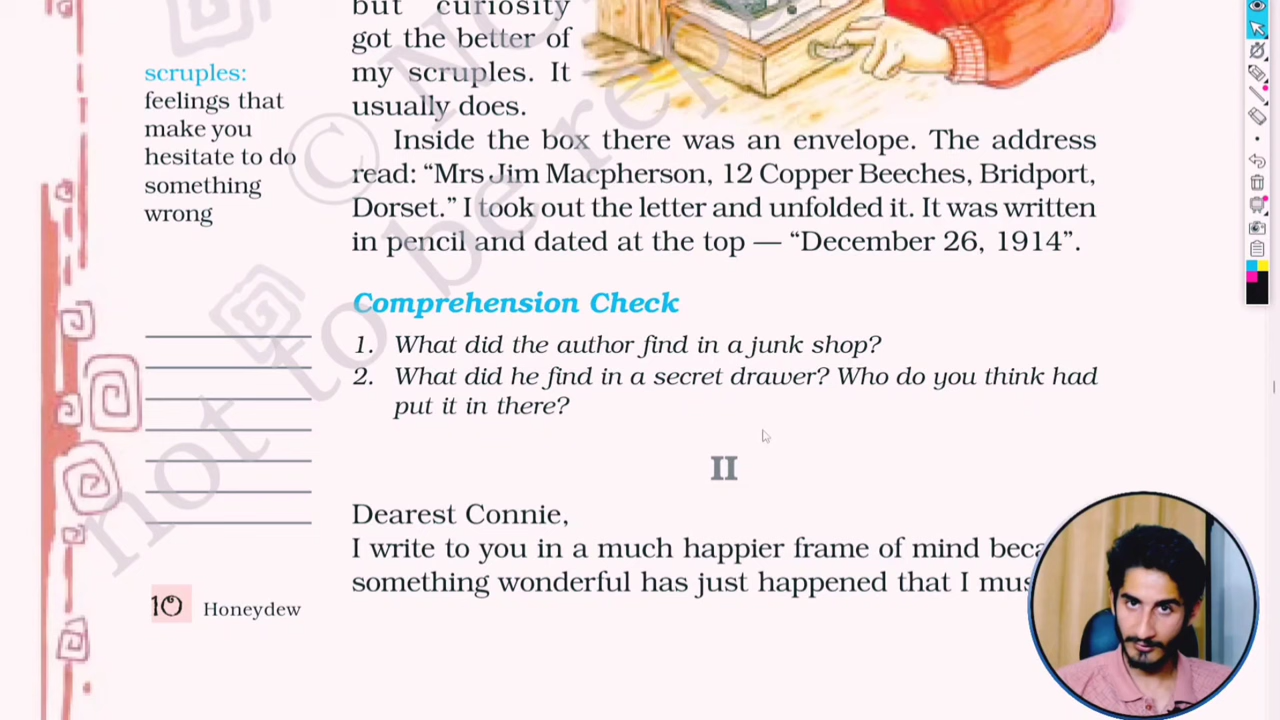 but curiosity
got the better of
my scruples. It
usually does.
scruples:
feelings that
make you
hesitate to do
something
wrong
Inside the box there was an envelope. The address
read: “Mrs Jim Macpherson, 12 Copper Beeches, Bridport,
Dorset.” I took out the letter and unfolded it. It was written
in pencil and dated at the top — “December 26, 1914”.
Comprehension Check
1. What did the author find in a junk shop?
2. What did he find in a secret drawer? Who do you think had
put it in there?
II
Dearest Connie,
I write to you in a much happier frame of mind
something wonderful has just happened that I
10 Honeydew
©
not to be